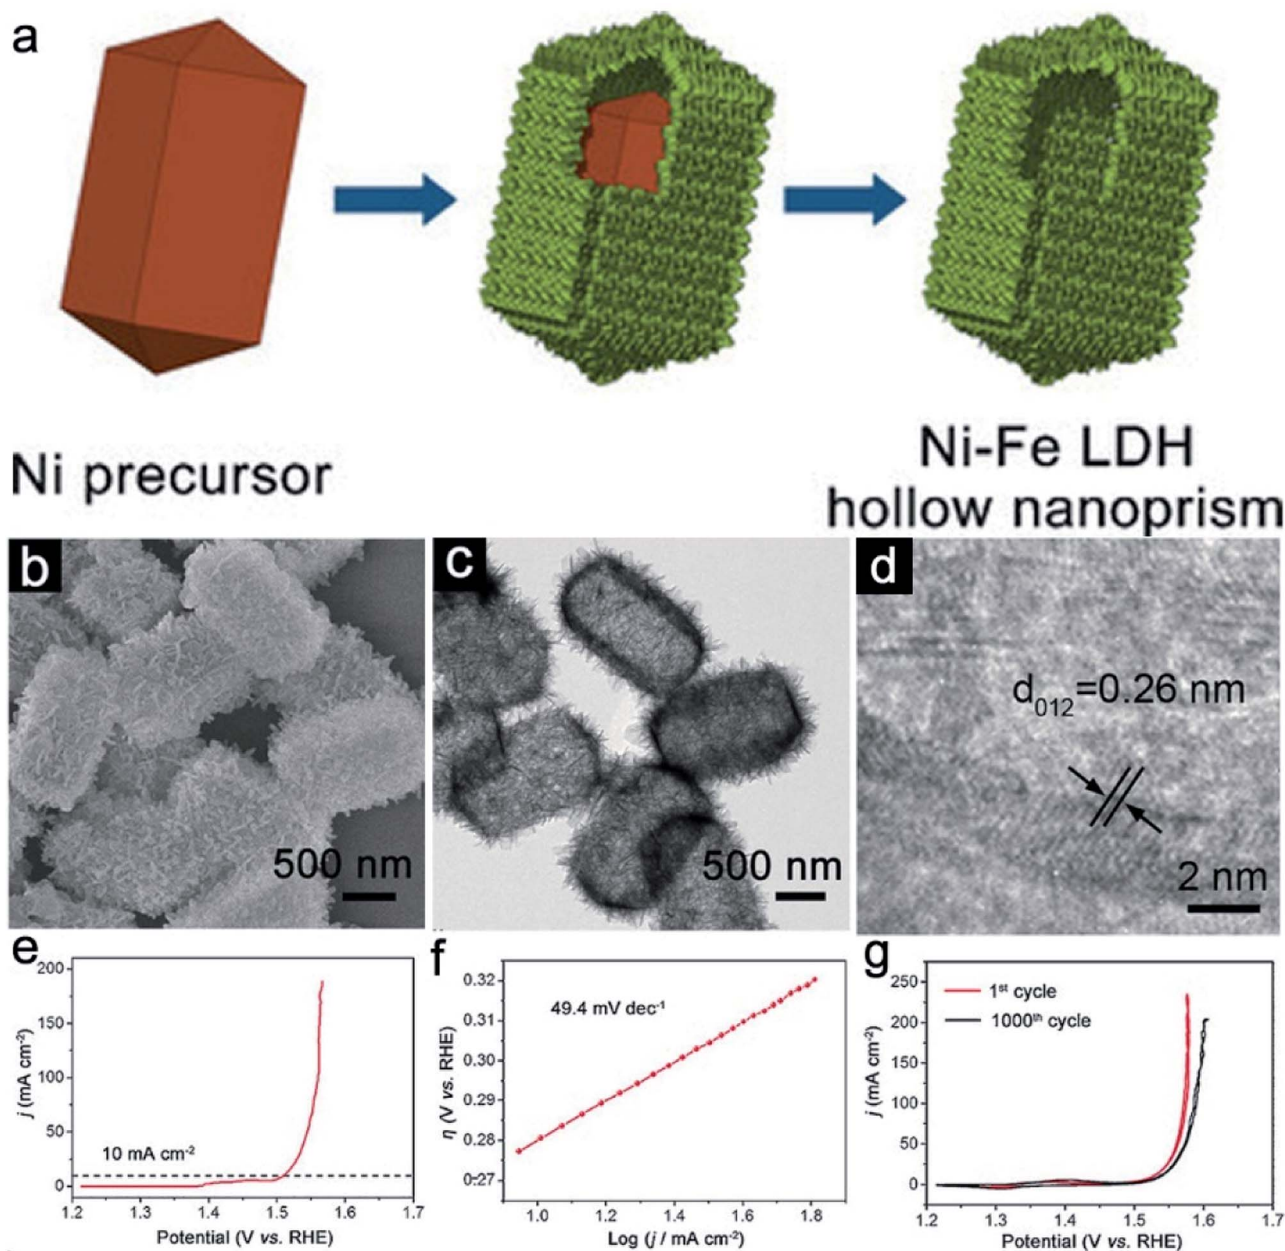 a
Ni precursor
Ni-Fe LDH
hollow nanoprism
b
500 nm
c
500 nm
d
d₀₁₂=0.26 nm
2 nm
e
200
150
100
50
0
j (mA cm⁻²)
10 mA cm⁻²
1.2 1.3 1.4 1.5 1.6 1.7
Potential (V vs. RHE)
f
0.32
0.31
0.30
0.29
0.28
0.27
η (V vs. RHE)
49.4 mV dec⁻¹
1.0 1.2 1.4 1.6 1.8
Log (j / mA cm⁻²)
g
250
200
150
100
50
0
j (mA cm⁻²)
1ˢᵗ cycle
1000ᵗʰ cycle
1.2 1.3 1.4 1.5 1.6 1.7
Potential (V vs. RHE)